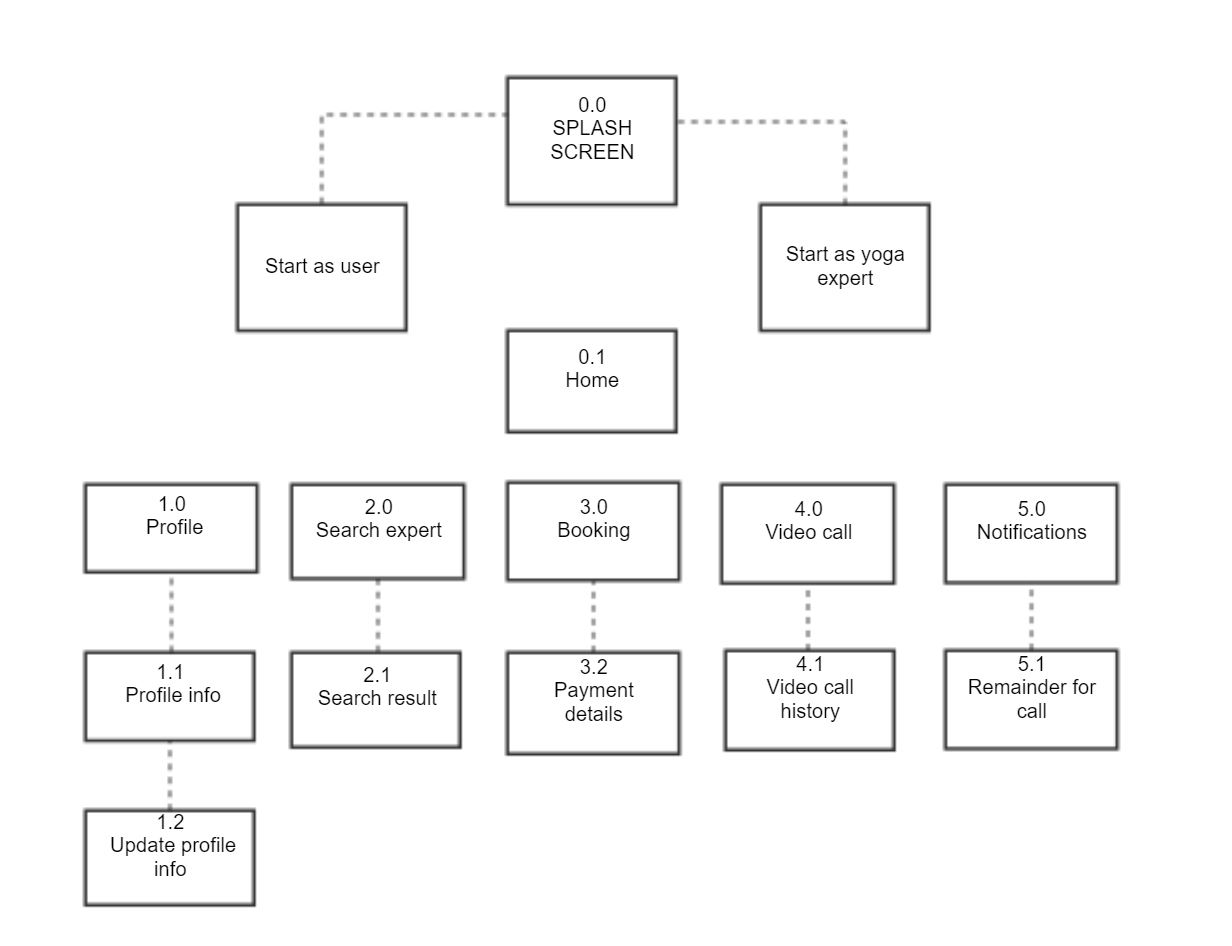 0.0
SPLASH
SCREEN
Start as user
Start as yoga
expert
0.1
Home
1.0
Profile
2.0
Search expert
3.0
Booking
4.0
Video call
5.0
Notifications
1.1
Profile info
2.1
Search result
3.2
Payment
details
4.1
Video call
history
5.1
Remainder for
call
1.2
Update profile
info